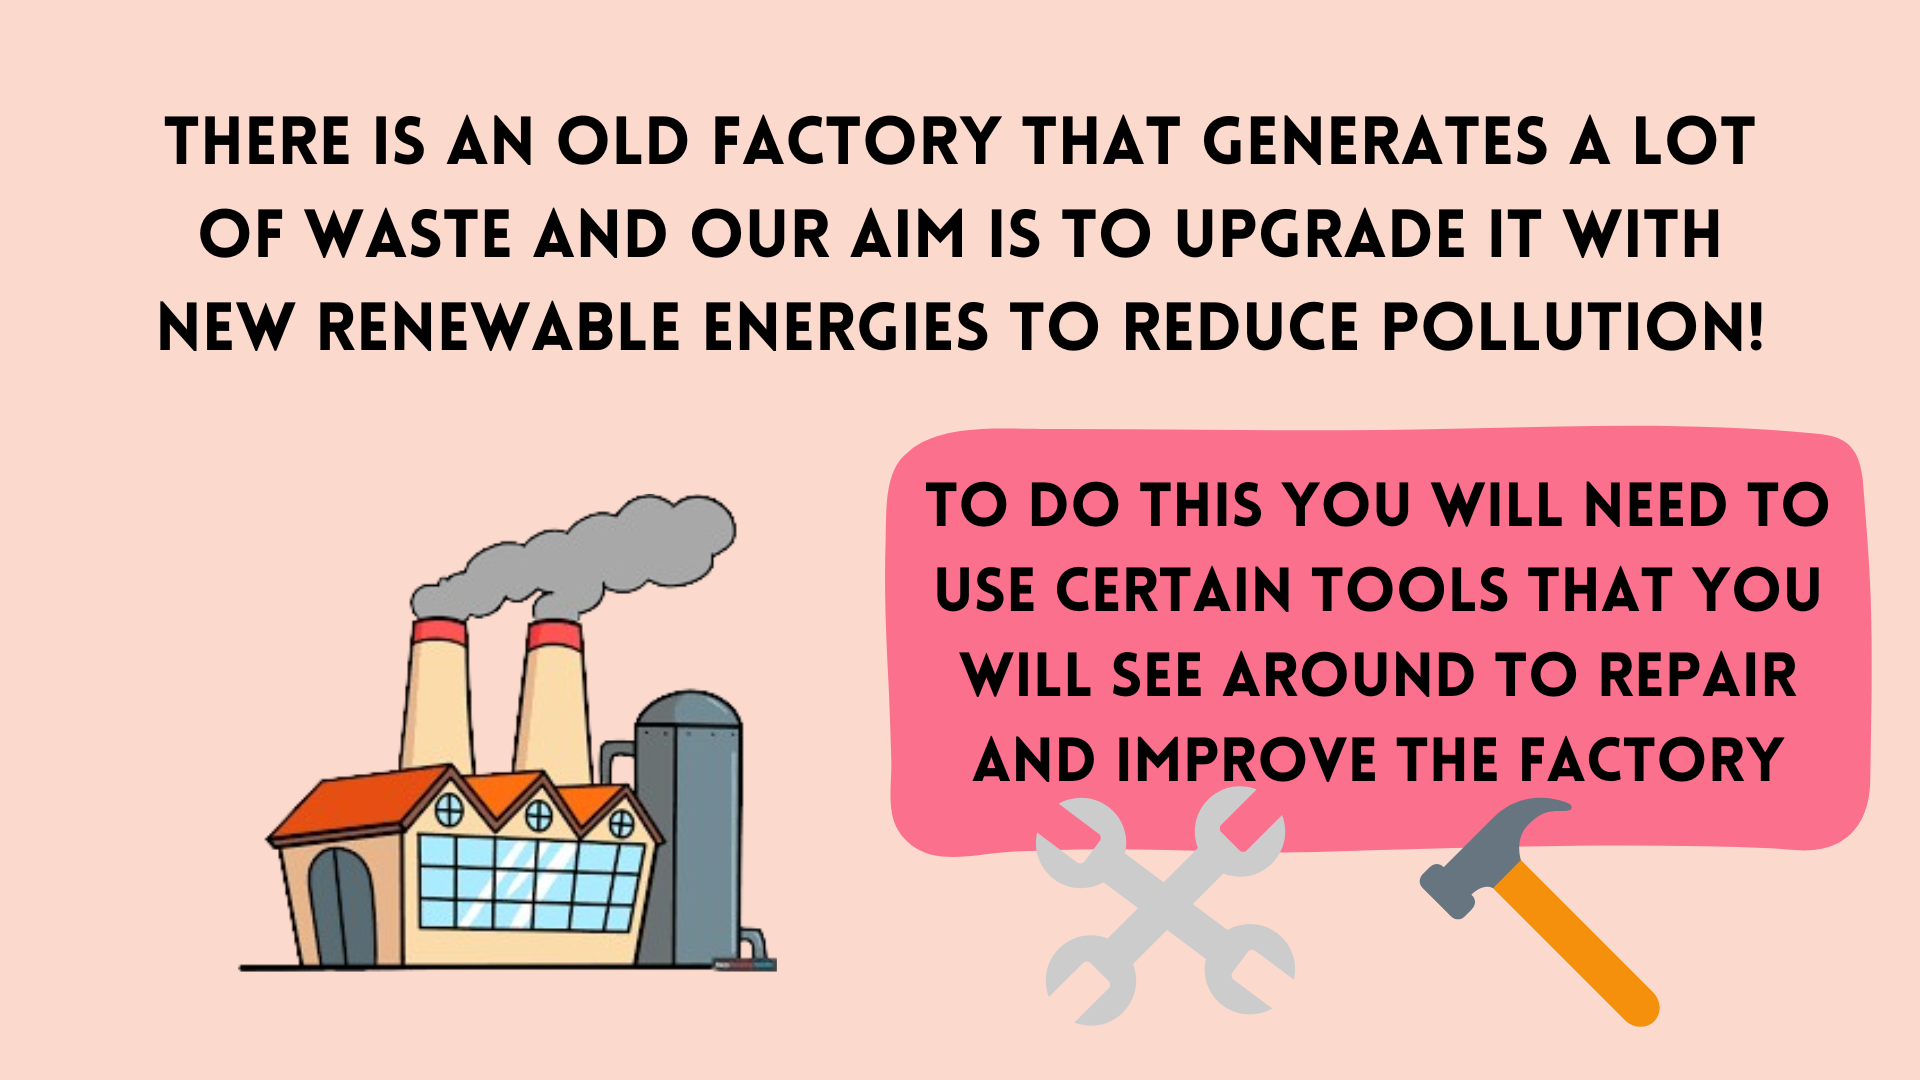 THERE IS AN OLD FACTORY THAT GENERATES A LOT
OF WASTE AND OUR AIM IS TO UPGRADE IT WITH
NEW RENEWABLE ENERGIES TO REDUCE POLLUTION!
TO DO THIS YOU WILL NEED TO
USE CERTAIN TOOLS THAT YOU
WILL SEE AROUND TO REPAIR
AND IMPROVE THE FACTORY